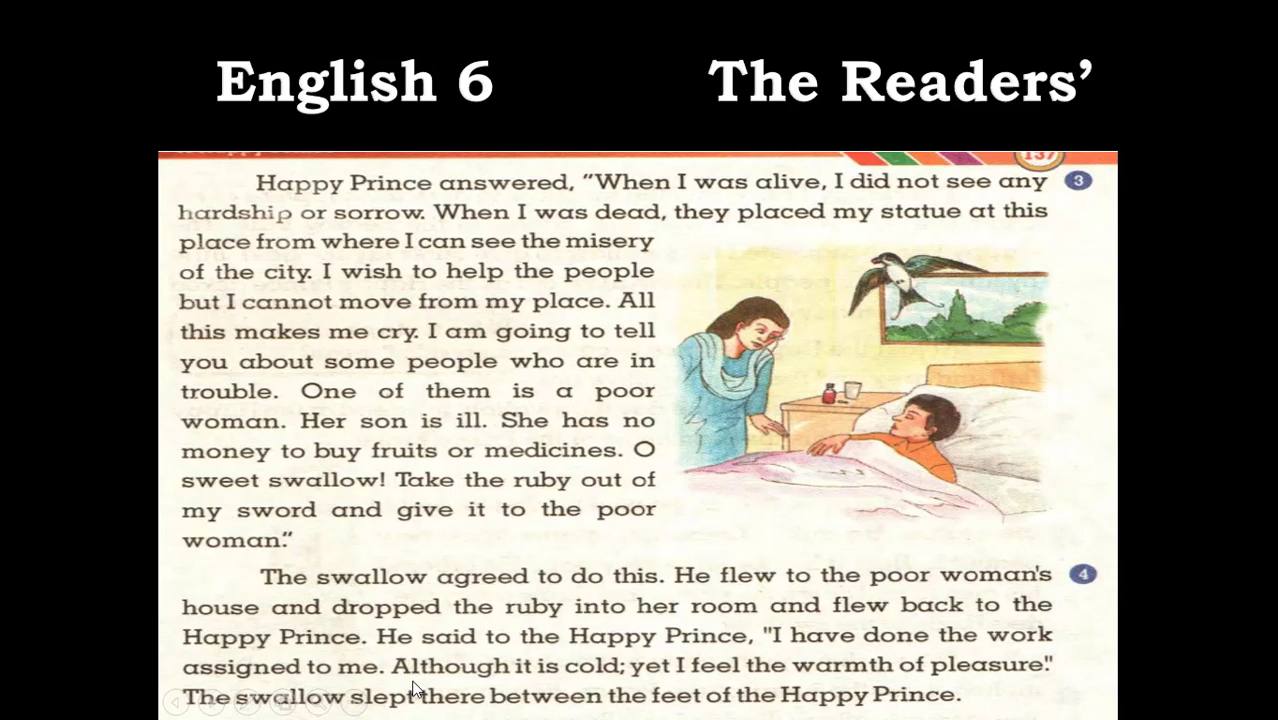 English 6 The Readers’
137
Happy Prince answered, “When I was alive, I did not see any 3
hardship or sorrow. When I was dead, they placed my statue at this
place from where I can see the misery
of the city. I wish to help the people
but I cannot move from my place. All
this makes me cry. I am going to tell
you about some people who are in
trouble. One of them is a poor
woman. Her son is ill. She has no
money to buy fruits or medicines. O
sweet swallow! Take the ruby out of
my sword and give it to the poor
woman.”
The swallow agreed to do this. He flew to the poor woman's 4
house and dropped the ruby into her room and flew back to the
Happy Prince. He said to the Happy Prince, "I have done the work
assigned to me. Although it is cold; yet I feel the warmth of pleasure."
The swallow slept there between the feet of the Happy Prince.